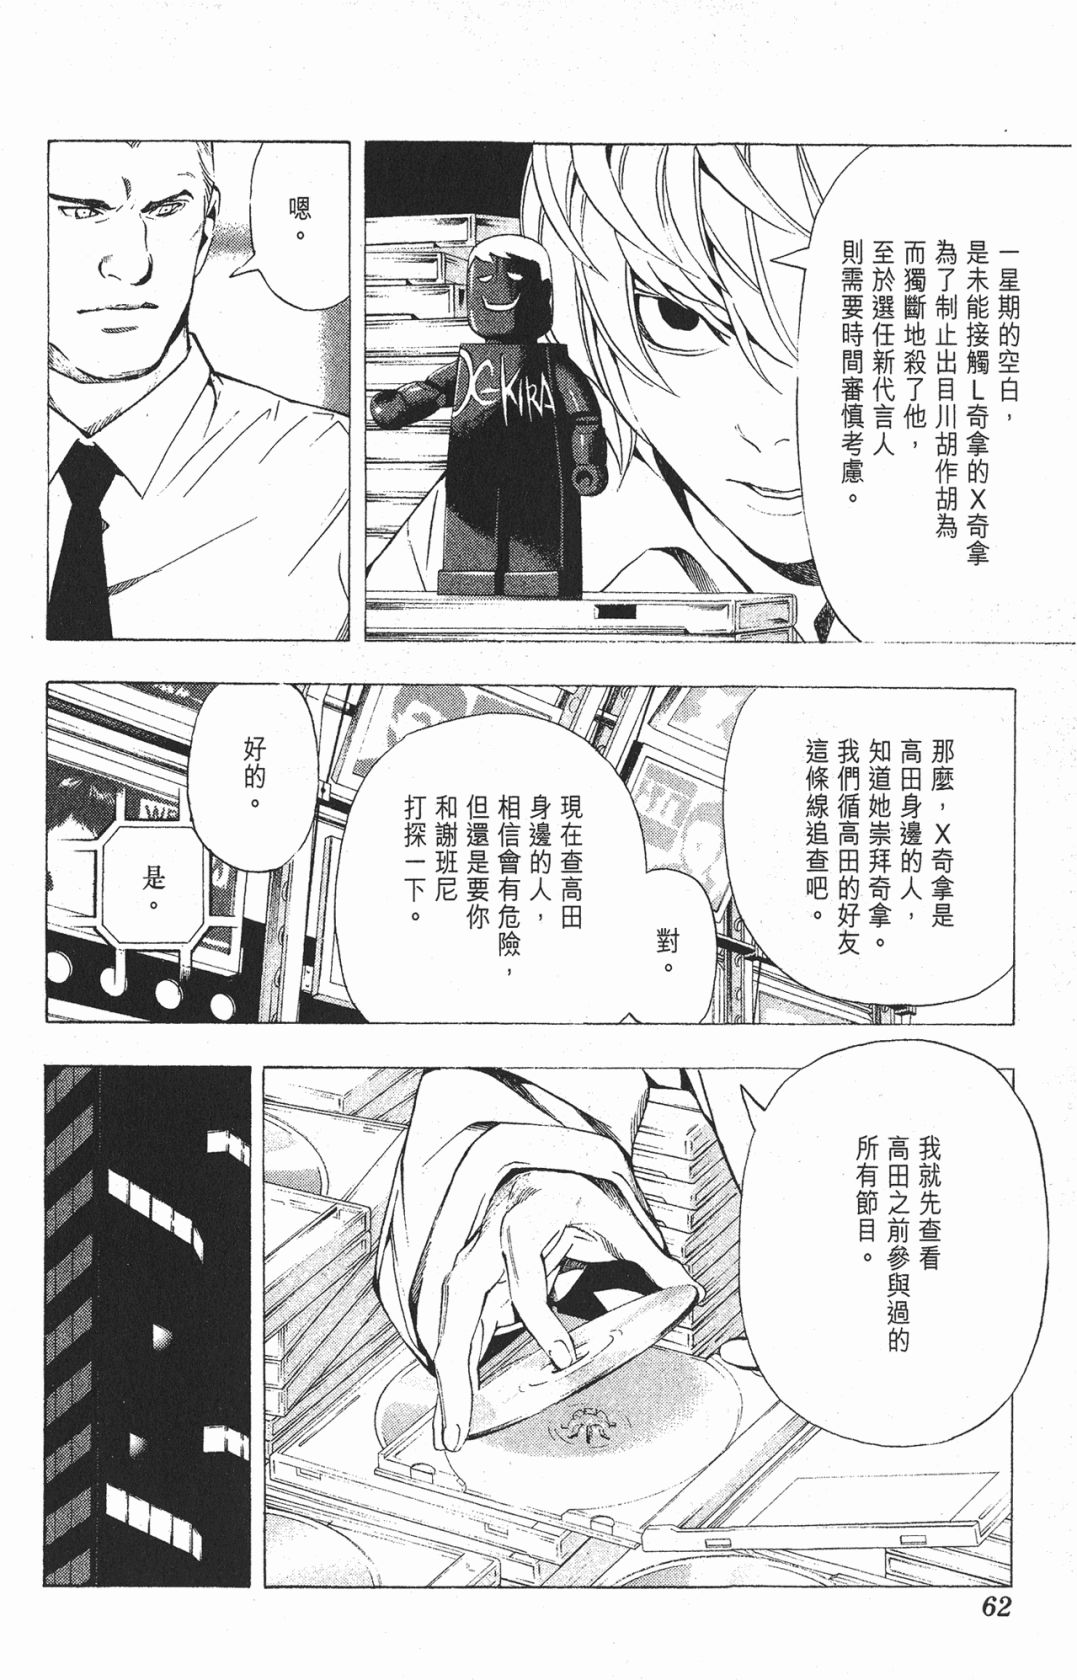 一星期的空白，
是未能接觸L奇拿的X奇拿
為了制止出目川胡作胡為
而獨斷地殺了他，
至於選任新代言人
則需要時間審慎考慮。
X-KIRA
嗯。
那麼，X奇拿是
高田身邊的人，
知道她崇拜奇拿。
我們循高田的好友
這條線追查吧。
對。
現在查高田
身邊的人，
相信會有危險，
但還是要你
和謝班尼
打探一下。
好的。
是。
我就先查看
高田之前參與過的
所有節目。
62